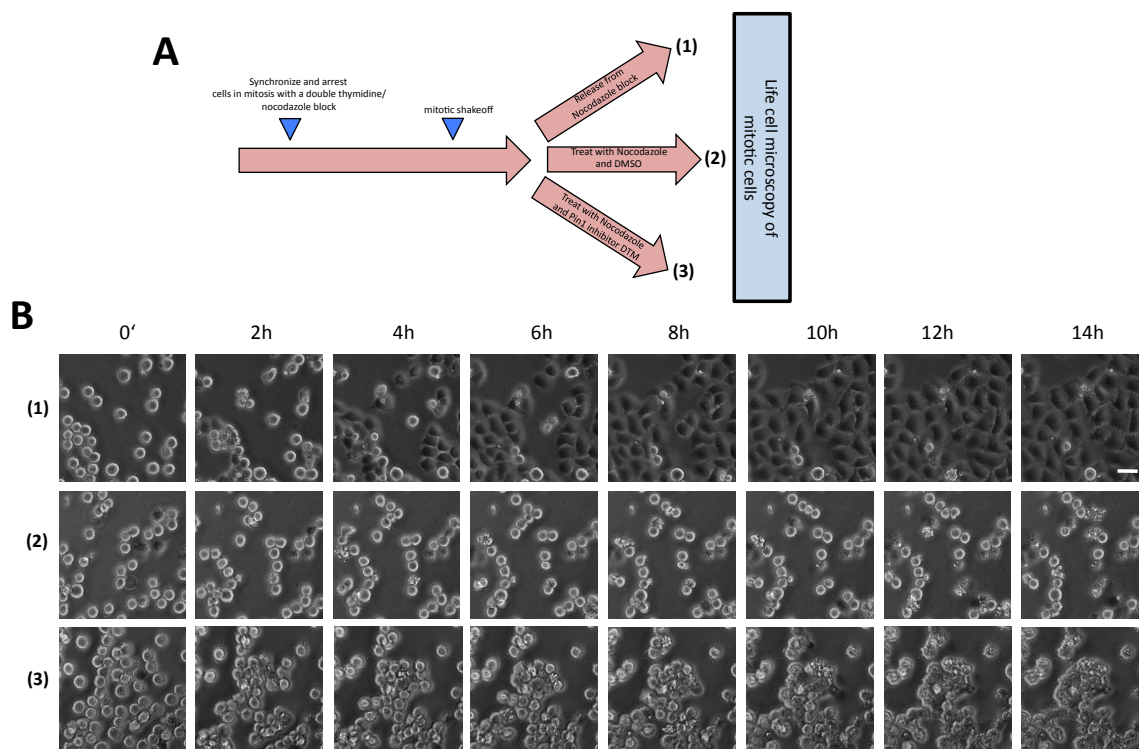 A
Synchronize and arrest
cells in mitosis with a double thymidine/
nocodazole block
mitotic shakeoff
Release from
Nocodazole block
(1)
Treat with Nocodazole
and DMSO
(2)
Treat with Nocodazole
and Pin1 inhibitor DTM
(3)
Life cell microscopy of
mitotic cells
B
0‘ 2h 4h 6h 8h 10h 12h 14h
(1)
(2)
(3)